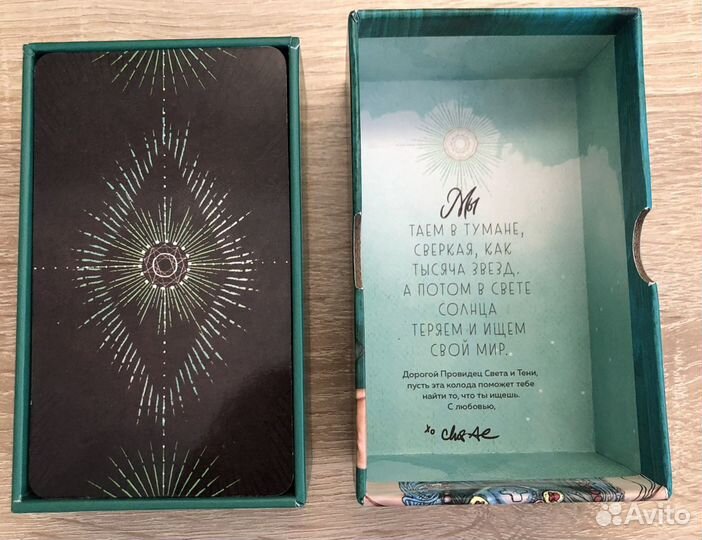 Мы
ТАЕМ В ТУМАНЕ,
СВЕРКАЯ, КАК
ТЫСЯЧА ЗВЕЗД.
А ПОТОМ В СВЕТЕ
СОЛНЦА
ТЕРЯЕМ И ИЩЕМ
СВОЙ МИР.
Дорогой Провидец Света и Тени,
пусть эта колода поможет тебе
найти то, что ты ищешь.
С любовью,
xo
Avito